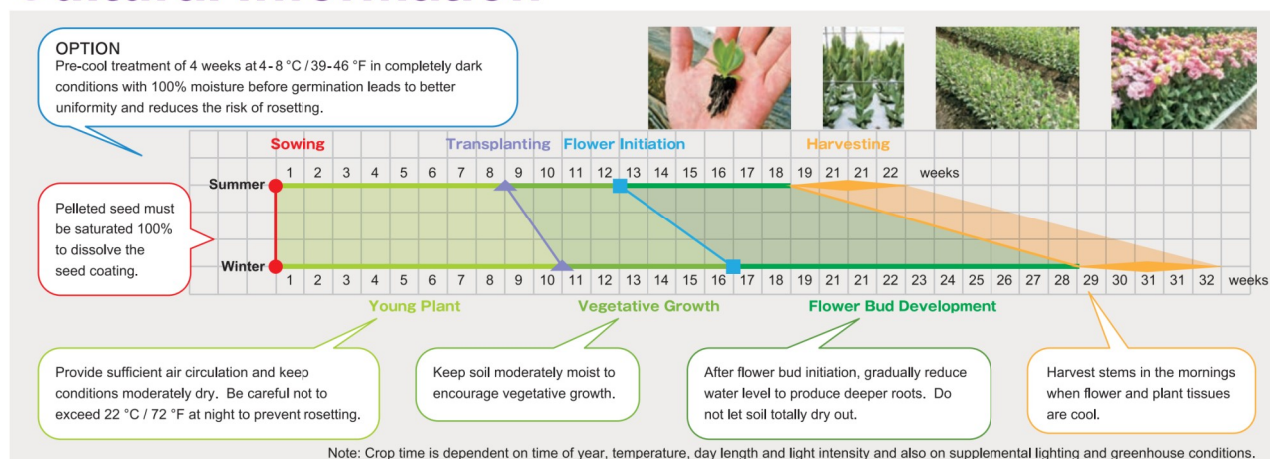 OPTION
Pre-cool treatment of 4 weeks at 4 - 8 °C / 39-46 °F in completely dark
conditions with 100% moisture before germination leads to better
uniformity and reduces the risk of rosetting.
Sowing Transplanting Flower Initiation Harvesting
1 2 3 4 5 6 7 8 9 10 11 12 13 14 15 16 17 18 19 21 21 22 weeks
Summer
Pelleted seed must
be saturated 100%
to dissolve the
seed coating.
Winter
1 2 3 4 5 6 7 8 9 10 11 12 13 14 15 16 17 18 19 21 21 22 23 24 25 26 27 28 29 31 31 32 weeks
Young Plant Vegetative Growth Flower Bud Development
Provide sufficient air circulation and keep
conditions moderately dry. Be careful not to
exceed 22 °C / 72 °F at night to prevent rosetting.
Keep soil moderately moist to
encourage vegetative growth.
After flower bud initiation, gradually reduce
water level to produce deeper roots. Do
not let soil totally dry out.
Harvest stems in the mornings
when flower and plant tissues
are cool.
Note: Crop time is dependent on time of year, temperature, day length and light intensity and also on supplemental lighting and greenhouse conditions.